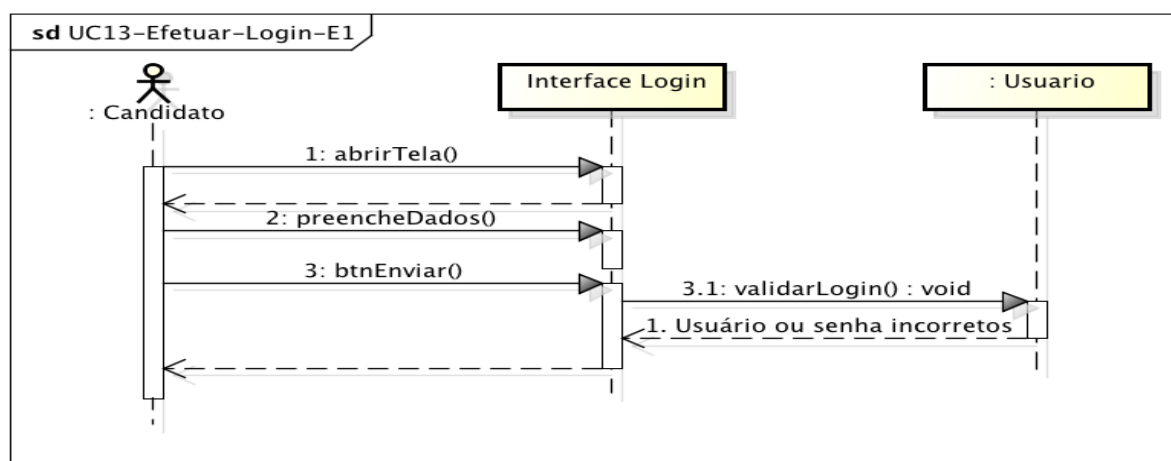 sd UC13-Efetuar-Login-E1
: Candidato
Interface Login
: Usuario
1: abrirTela()
2: preencheDados()
3: btnEnviar()
3.1: validarLogin() : void
1. Usuário ou senha incorretos